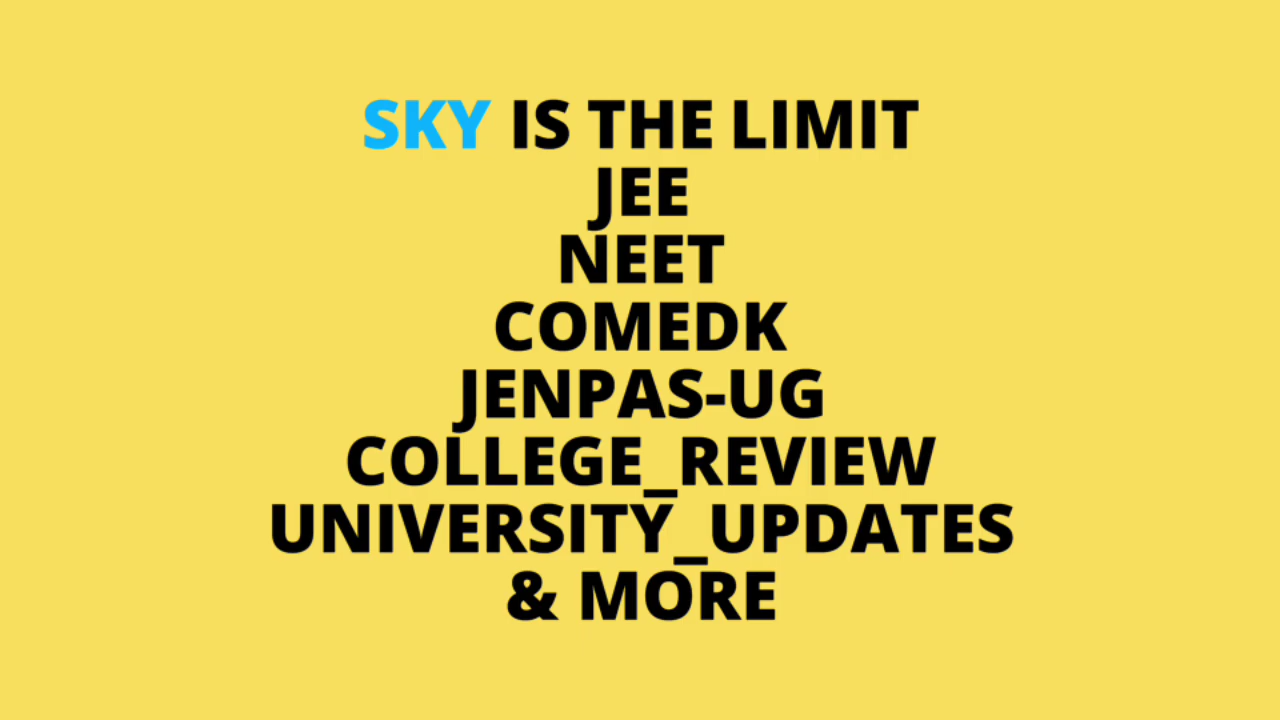 SKY IS THE LIMIT
JEE
NEET
COMEDK
JENPAS-UG
COLLEGE_REVIEW
UNIVERSITY_UPDATES
& MORE